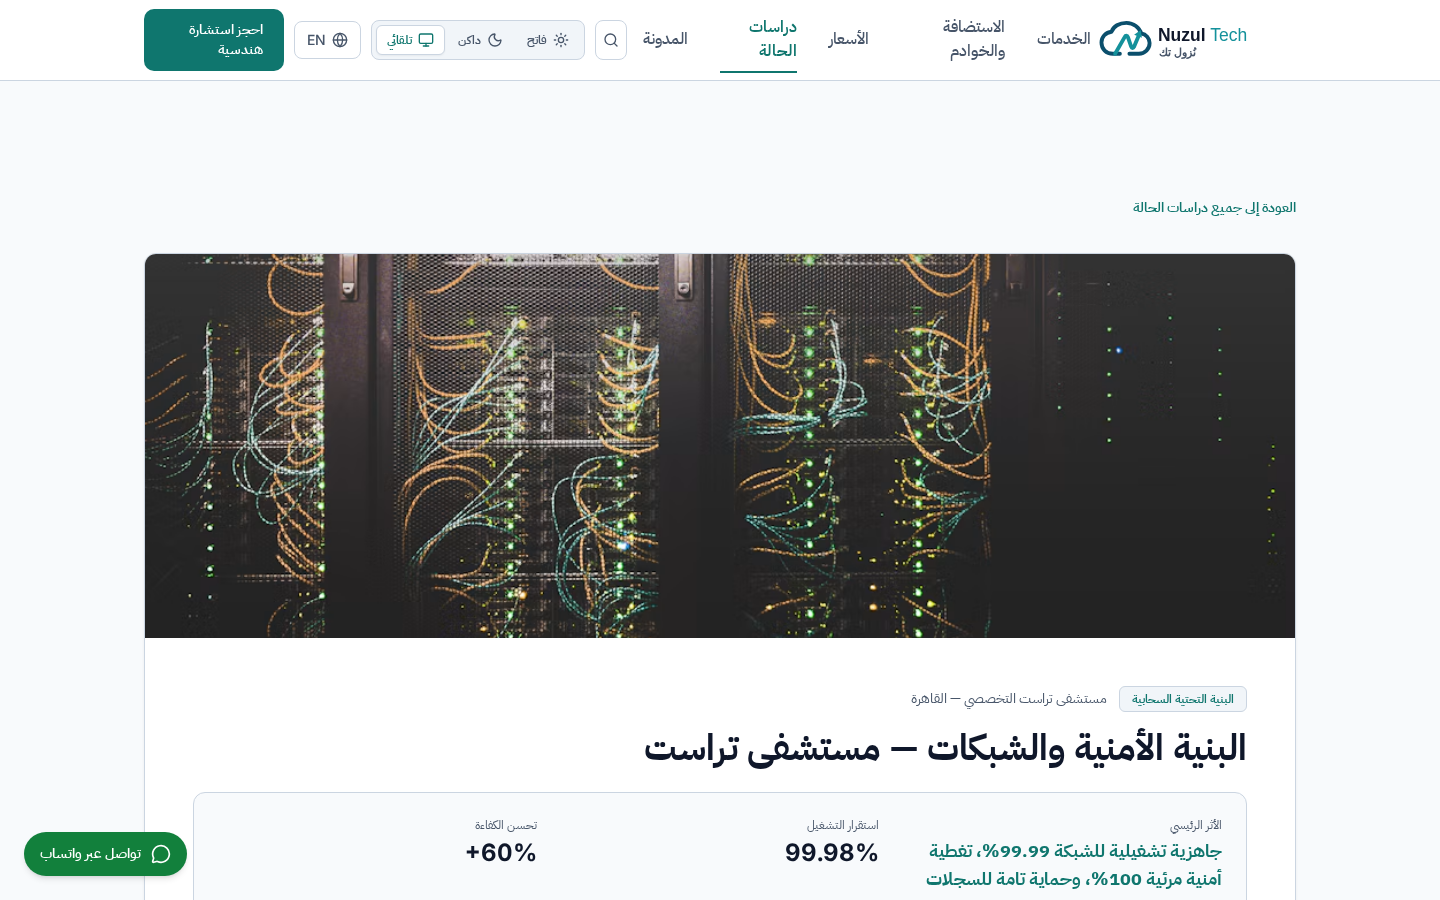 Nuzul Tech
نُزول تك
الخدمات
الاستضافة
والخوادم
الأسعار
دراسات
الحالة
المدونة
فاتح
داكن
تلقائي
EN
احجز استشارة
هندسية
العودة إلى جميع دراسات الحالة
البنية التحتية السحابية
مستشفى تراست التخصصي — القاهرة
البنية الأمنية والشبكات — مستشفى تراست
الأثر الرئيسي
جاهزية تشغيلية للشبكة 99.99%، تغطية
أمنية مرئية 100%، وحماية تامة للسجلات
استقرار التشغيل
99.98%
تحسن الكفاءة
+60%
تواصل عبر واتساب